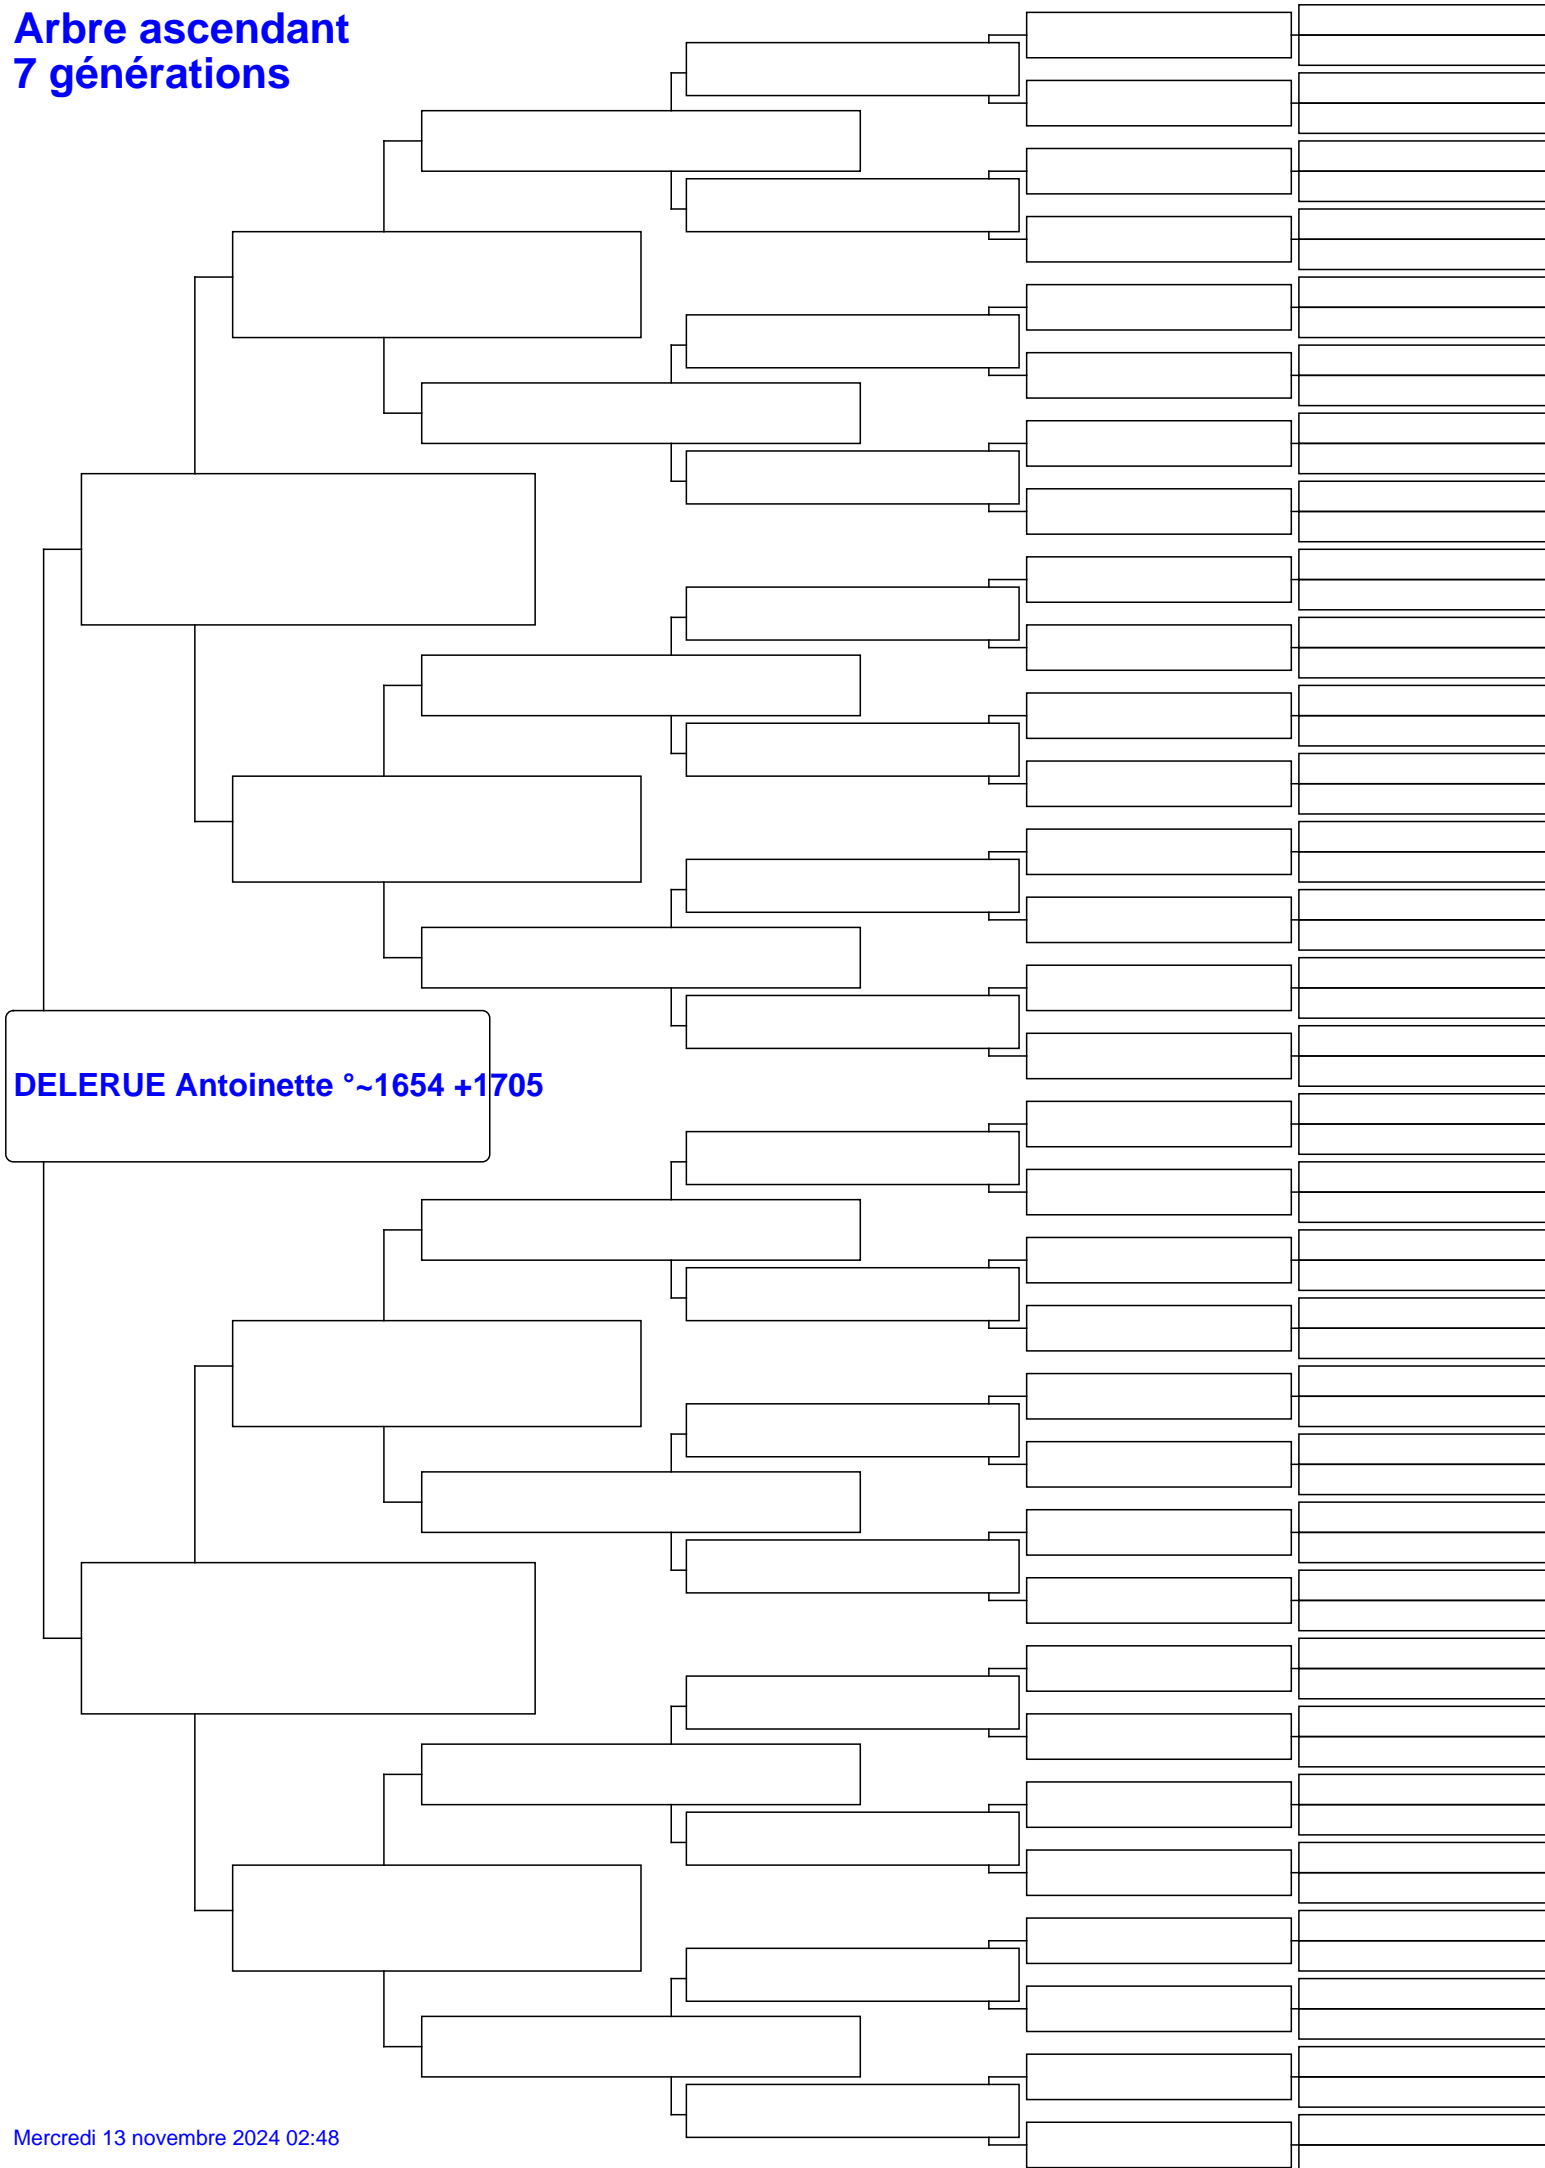 Arbre ascendant
7 générations
DELERUE Antoinette °~1654 +1705
Mercredi 13 novembre 2024 02:48